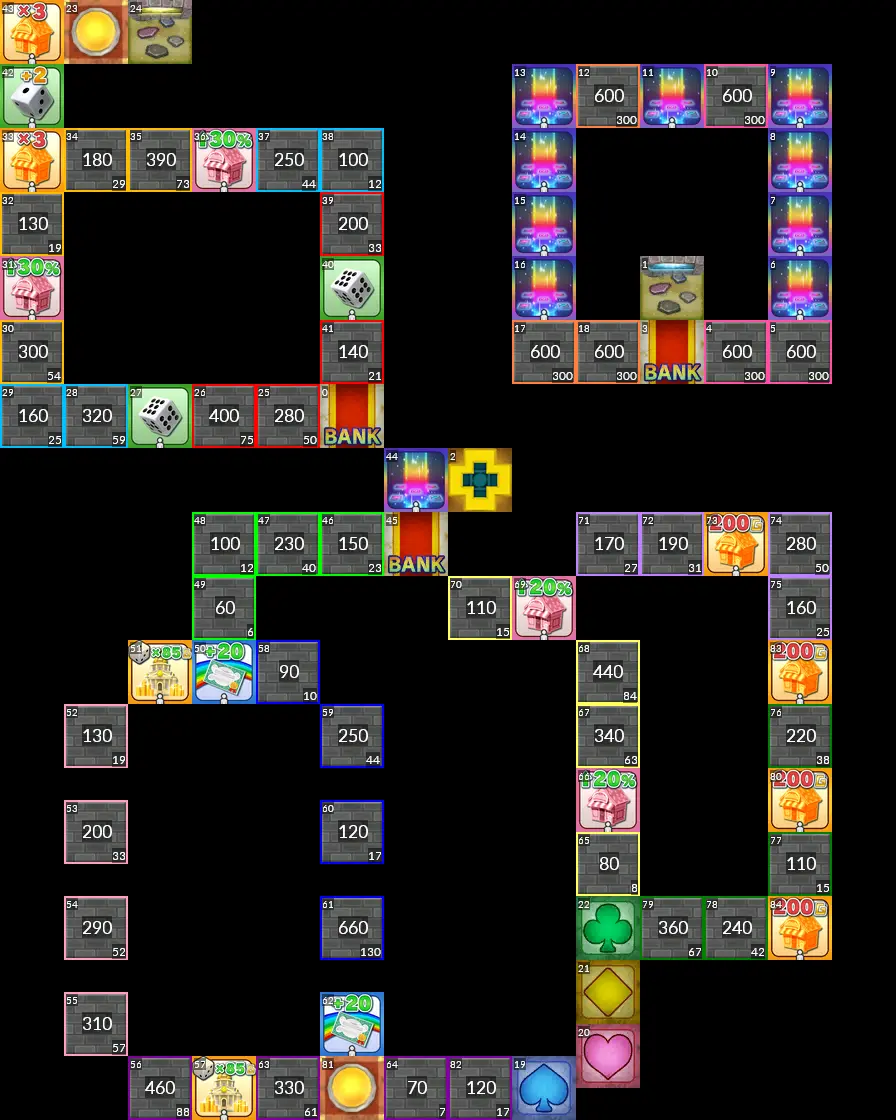 43 ×3 23 24
42 +2 13 12 600 300 11 10 600 300 9
33 ×3 34 180 29 35 390 73 36 30% 37 250 44 38 100 12 14 8
32 130 19 39 200 33 15 7
31 30% 40 16 1 6
30 300 54 41 140 21 17 600 300 18 600 300 3 BANK 4 600 300 5 600 300
29 160 25 28 320 59 27 26 400 75 25 280 50 0 BANK
44 2
48 100 12 47 230 40 46 150 23 45 BANK 71 170 27 72 190 31 73 200G 74 280 50
49 60 6 70 110 15 69 20% 75 160 25
51 ×85G 50 +20 58 90 10 68 440 84 83 200G
52 130 19 59 250 44 67 340 63 76 220 38
66 20% 80 200G
53 200 33 60 120 17 65 80 8 77 110 15
54 290 52 61 660 130 22 79 360 67 78 240 42 84 200G
21
55 310 57 62 +20 20
56 460 88 57 ×85G 63 330 61 81 64 70 7 82 120 17 19